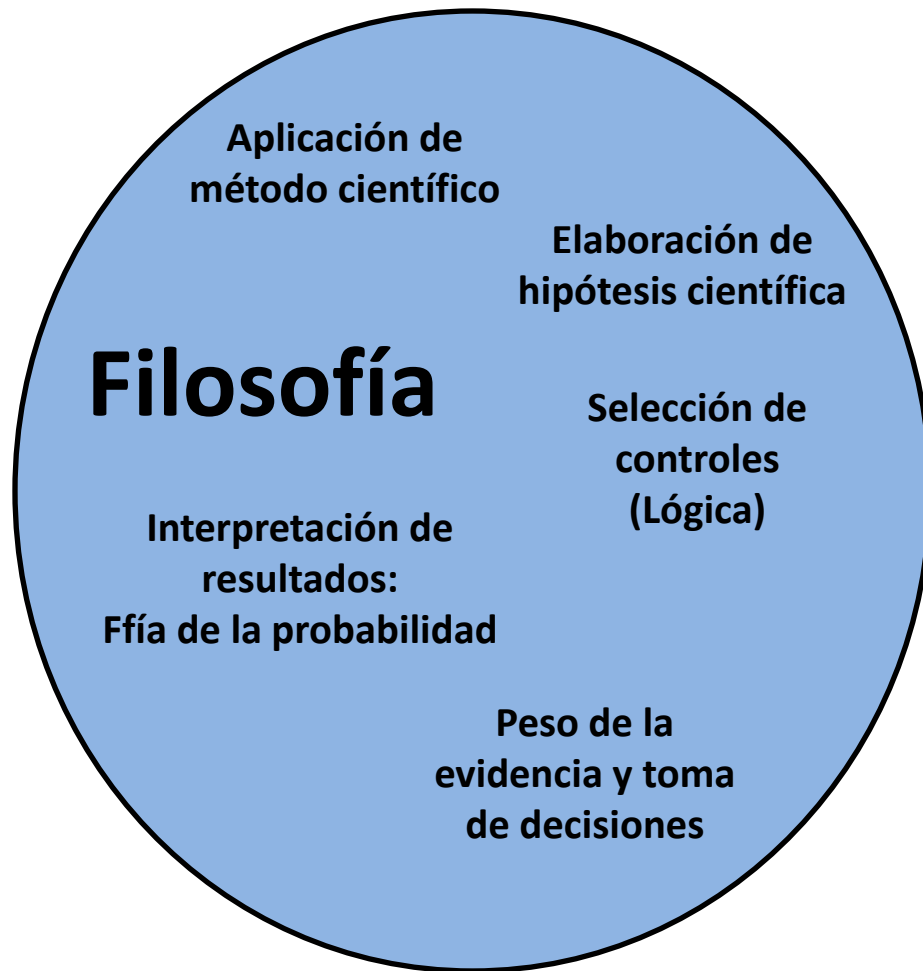 Aplicación de
método científico
Elaboración de
hipótesis científica
Filosofía
Selección de
controles
(Lógica)
Interpretación de
resultados:
Ffía de la probabilidad
Peso de la
evidencia y toma
de decisiones